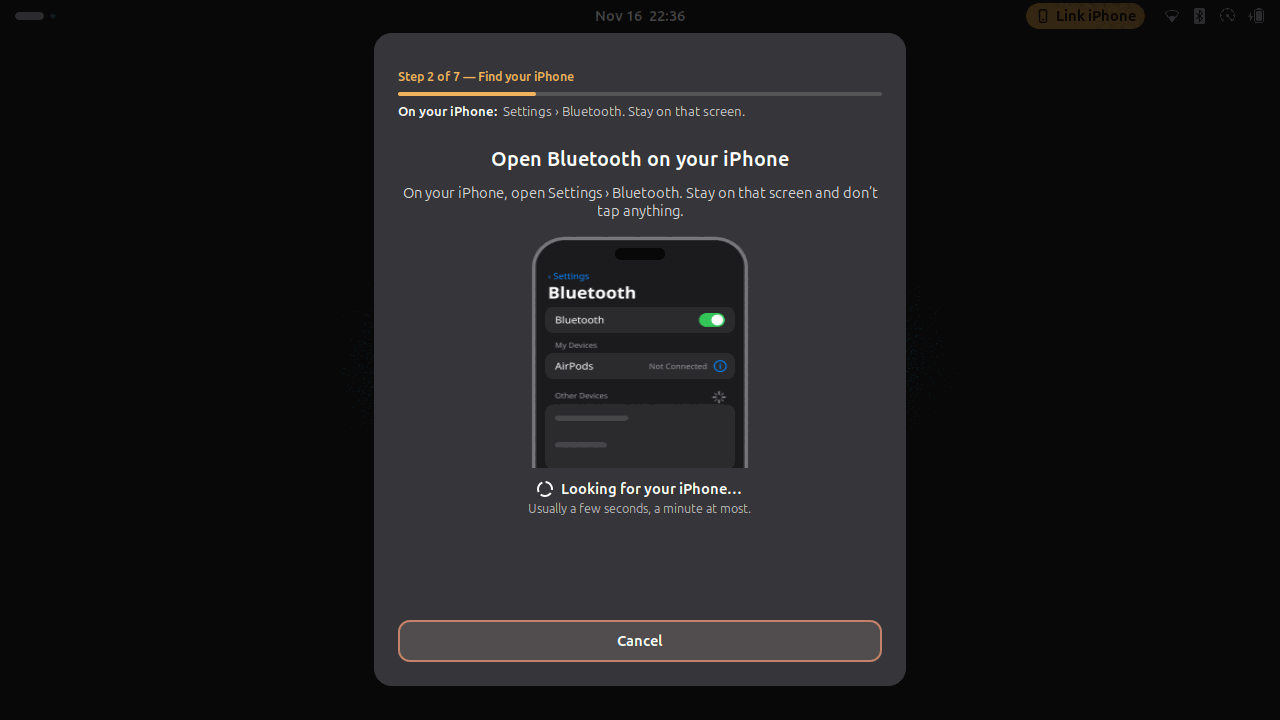 Nov 16 22:36
Link iPhone
Step 2 of 7 — Find your iPhone
On your iPhone: Settings › Bluetooth. Stay on that screen.
Open Bluetooth on your iPhone
On your iPhone, open Settings › Bluetooth. Stay on that screen and don’t
tap anything.
‹ Settings
Bluetooth
Bluetooth
My Devices
AirPods Not Connected
Other Devices
Looking for your iPhone…
Usually a few seconds, a minute at most.
Cancel